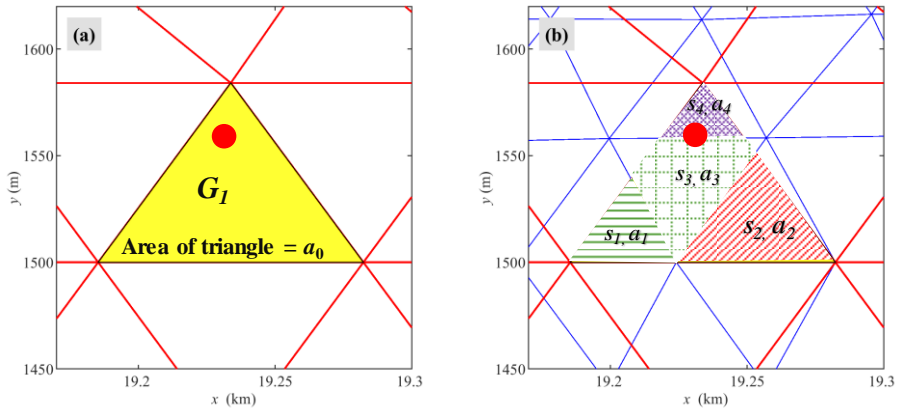 (a)
1600
1550
1500
1450
y (m)
G1
Area of triangle = a0
19.2
19.25
19.3
x (km)
(b)
1600
1550
1500
1450
y (m)
s4, a4
s3, a3
s1, a1
s2, a2
19.2
19.25
19.3
x (km)